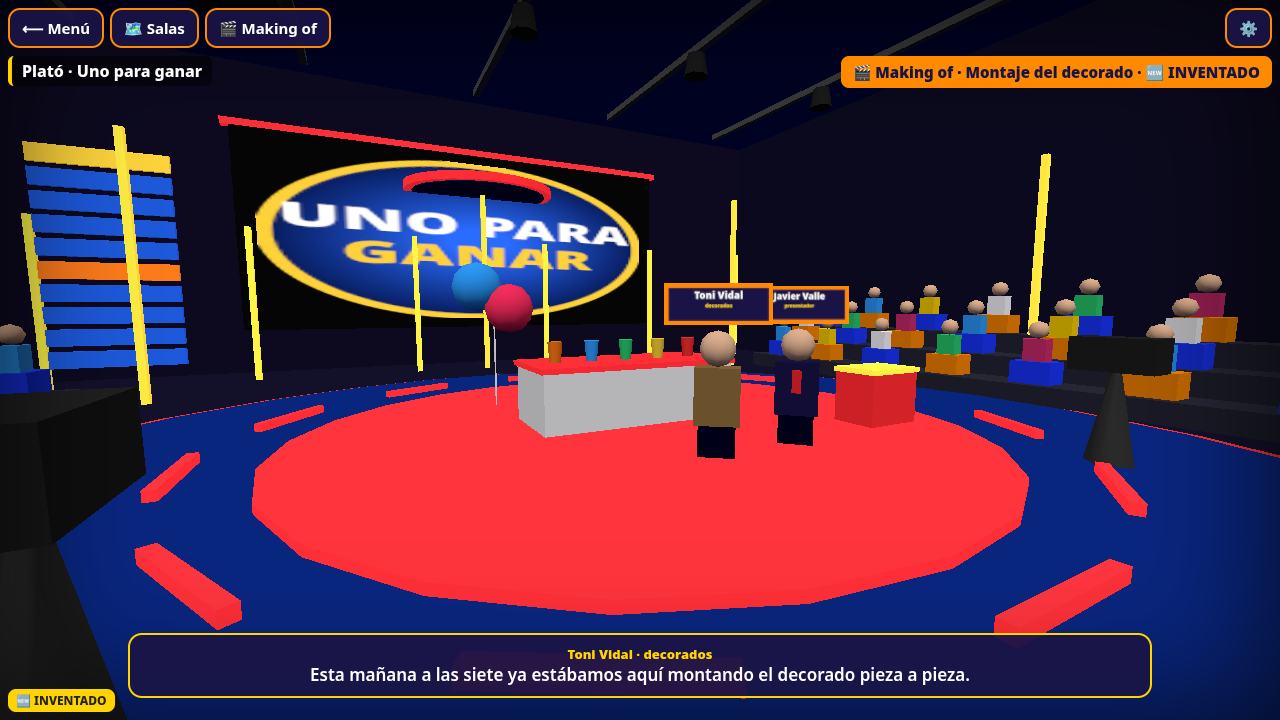 ⟵ Menú
🗺️ Salas
🎬 Making of
⚙️
Plató · Uno para ganar
🎬 Making of · Montaje del decorado · 🆕 INVENTADO
UNO PARA
GANAR
Toni Vidal
decorados
Javier Valle
presentador
Toni Vidal · decorados
Esta mañana a las siete ya estábamos aquí montando el decorado pieza a pieza.
🆕 INVENTADO